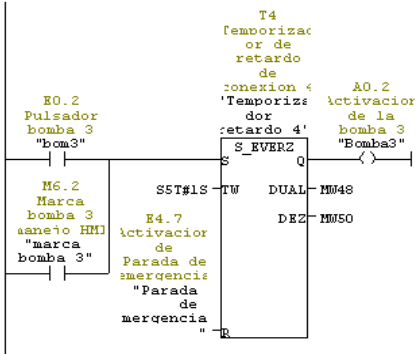 T4
Temporizac
or de
retardo
de
conexion 4
"Temporiza
dor
retardo 4"
E0.2
Pulsador
bomba 3
"bom3"
A0.2
Activacion
de la
bomba 3
"Bomba3"
S_EVERZ
S
Q
M6.2
Marca
bomba 3
manejo HMI
"marca
bomba 3"
S5T#1S
TW
DUAL
MW48
E4.7
Activacion
de
Parada de
emergencia
"Parada
de
mergencia
"
DEZ
MW50
R